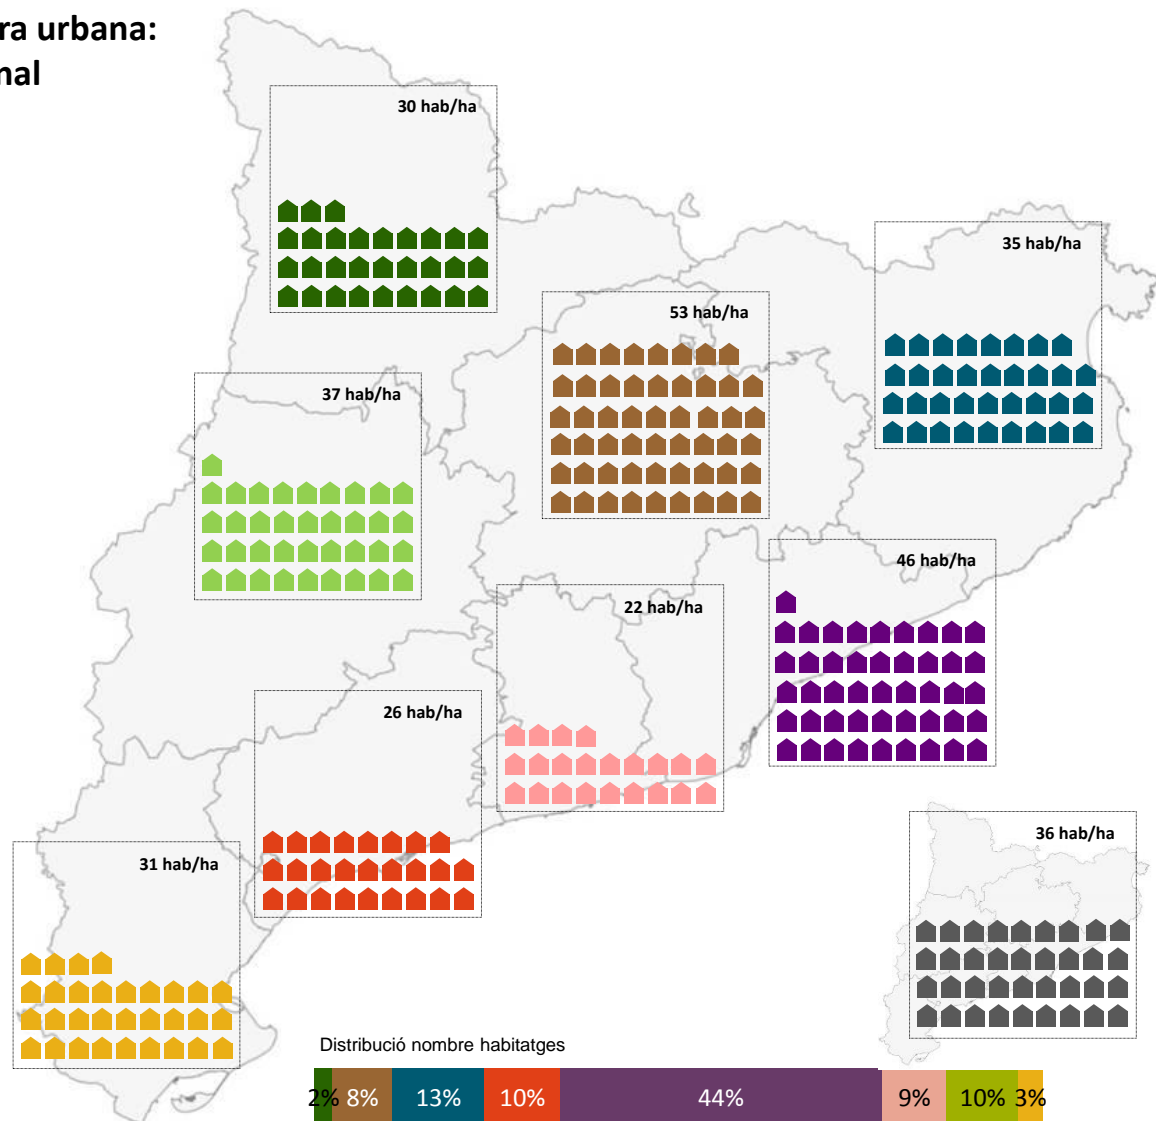 ra urbana:
nal
30 hab/ha
35 hab/ha
53 hab/ha
37 hab/ha
46 hab/ha
22 hab/ha
26 hab/ha
36 hab/ha
31 hab/ha
Distribució nombre habitatges
2% 8% 13% 10% 44% 9% 10% 3%